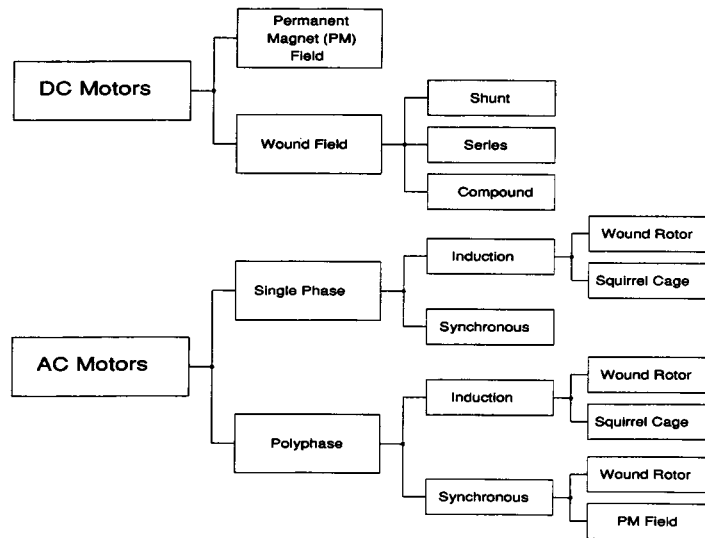 Permanent
Magnet (PM)
Field
DC Motors
Shunt
Wound Field
Series
Compound
Wound Rotor
Induction
Squirrel Cage
Single Phase
Synchronous
AC Motors
Wound Rotor
Induction
Squirrel Cage
Polyphase
Wound Rotor
Synchronous
PM Field